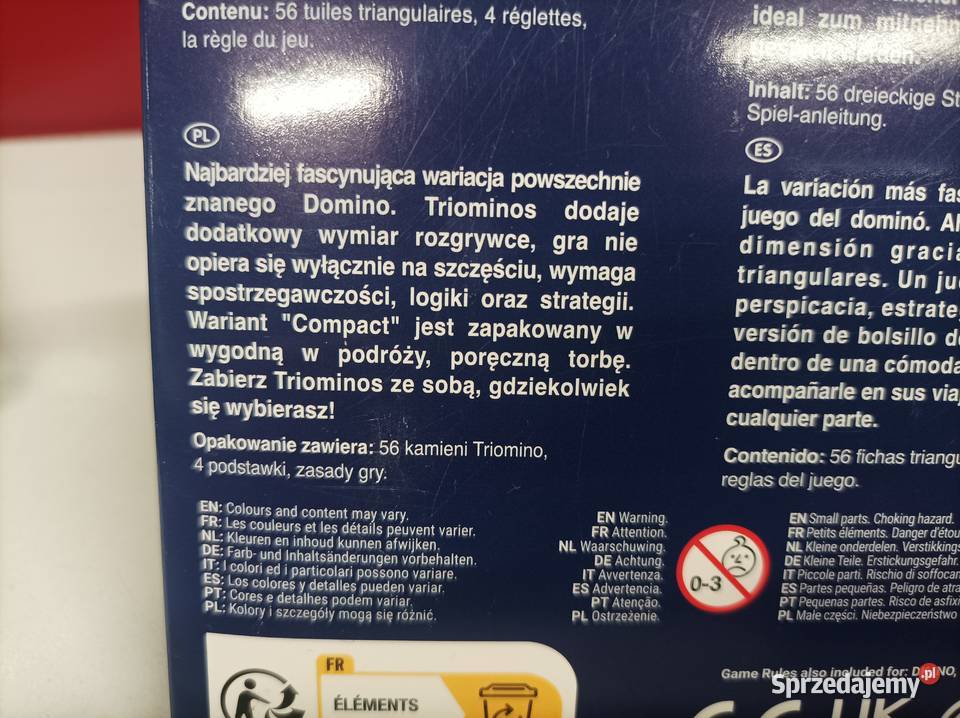 Contenu: 56 tuiles triangulaires, 4 réglettes,
la règle du jeu.
PL
Najbardziej fascynująca wariacja powszechnie
znanego Domino. Triominos dodaje
dodatkowy wymiar rozgrywce, gra nie
opiera się wyłącznie na szczęściu, wymaga
spostrzegawczości, logiki oraz strategii.
Wariant "Compact" jest zapakowany w
wygodną w podróży, poręczną torbę.
Zabierz Triominos ze sobą, gdziekolwiek
się wybierasz!
Opakowanie zawiera: 56 kamieni Triomino,
4 podstawki, zasady gry.
ideal zum
Inhalt: 56 dreieckige
Spiel-anleitung.
ES
La variación más
juego del dominó.
dimensión
triangulares. Un
perspicacia,
versión de bolsillo
dentro de una
acompañarle en sus
cualquier parte.
Contenido: 56 fichas
reglas del juego.
EN: Colours and content may vary.
FR: Les couleurs et les détails peuvent varier.
NL: Kleuren en inhoud kunnen afwijken.
DE: Farb- und Inhaltsänderungen vorbehalten.
IT: I colori ed i particolari possono variare.
ES: Los colores y detalles pueden variar.
PT: Cores e detalhes podem variar.
PL: Kolory i szczegóły mogą się różnić.
EN Warning.
FR Attention.
NL Waarschuwing.
DE Achtung.
IT Avvertenza.
ES Advertencia.
PT Atenção.
PL Ostrzeżenie.
0-3
EN Small parts. Choking hazard.
FR Petits éléments. Danger
NL Kleine onderdelen.
DE Kleine Teile. Erstickungsgefahr.
IT Piccole parti. Rischio di
ES Partes pequeñas. Peligro de
PT Pequenas partes. Risco de
PL Małe części. Niebezpieczeństwo
Game Rules also included for:
FR
ÉLÉMENTS
Sprzedajemy.pl